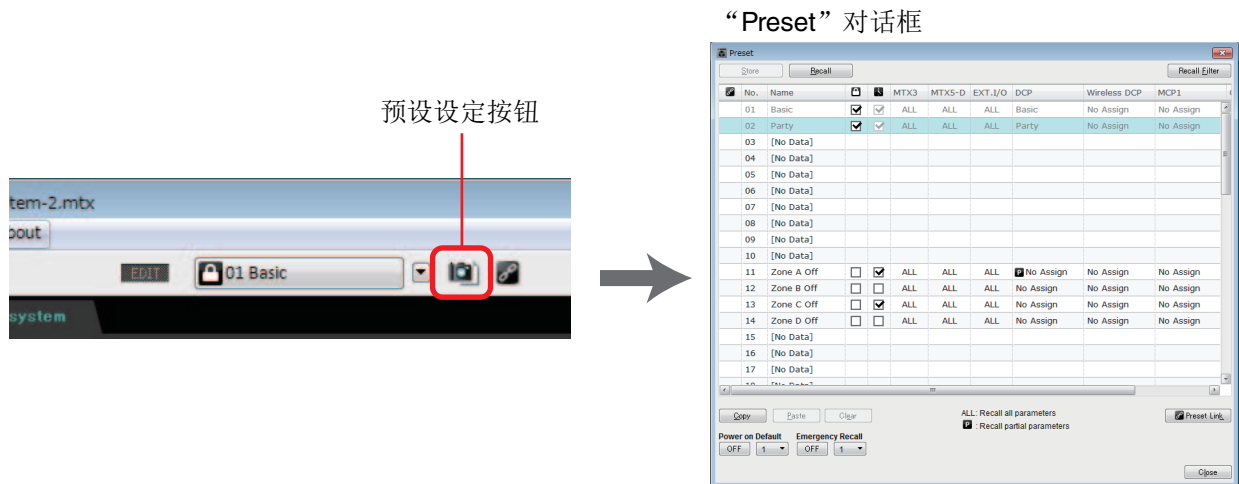 “Preset”对话框
预设设定按钮
tem-2.mtx
bout
EDIT 01 Basic
system
Preset
Store Recall Recall Filter
No. Name MTX3 MTX5-D EXT.I/O DCP Wireless DCP MCP1
01 Basic ALL ALL ALL Basic No Assign No Assign
02 Party ALL ALL ALL Party No Assign No Assign
03 [No Data]
04 [No Data]
05 [No Data]
06 [No Data]
07 [No Data]
08 [No Data]
09 [No Data]
10 [No Data]
11 Zone A Off ALL ALL ALL P No Assign No Assign No Assign
12 Zone B Off ALL ALL ALL No Assign No Assign No Assign
13 Zone C Off ALL ALL ALL No Assign No Assign No Assign
14 Zone D Off ALL ALL ALL No Assign No Assign No Assign
15 [No Data]
16 [No Data]
17 [No Data]
Copy Paste Clear ALL: Recall all parameters Preset Link
P : Recall partial parameters
Power on Default Emergency Recall
OFF 1 OFF 1
Close